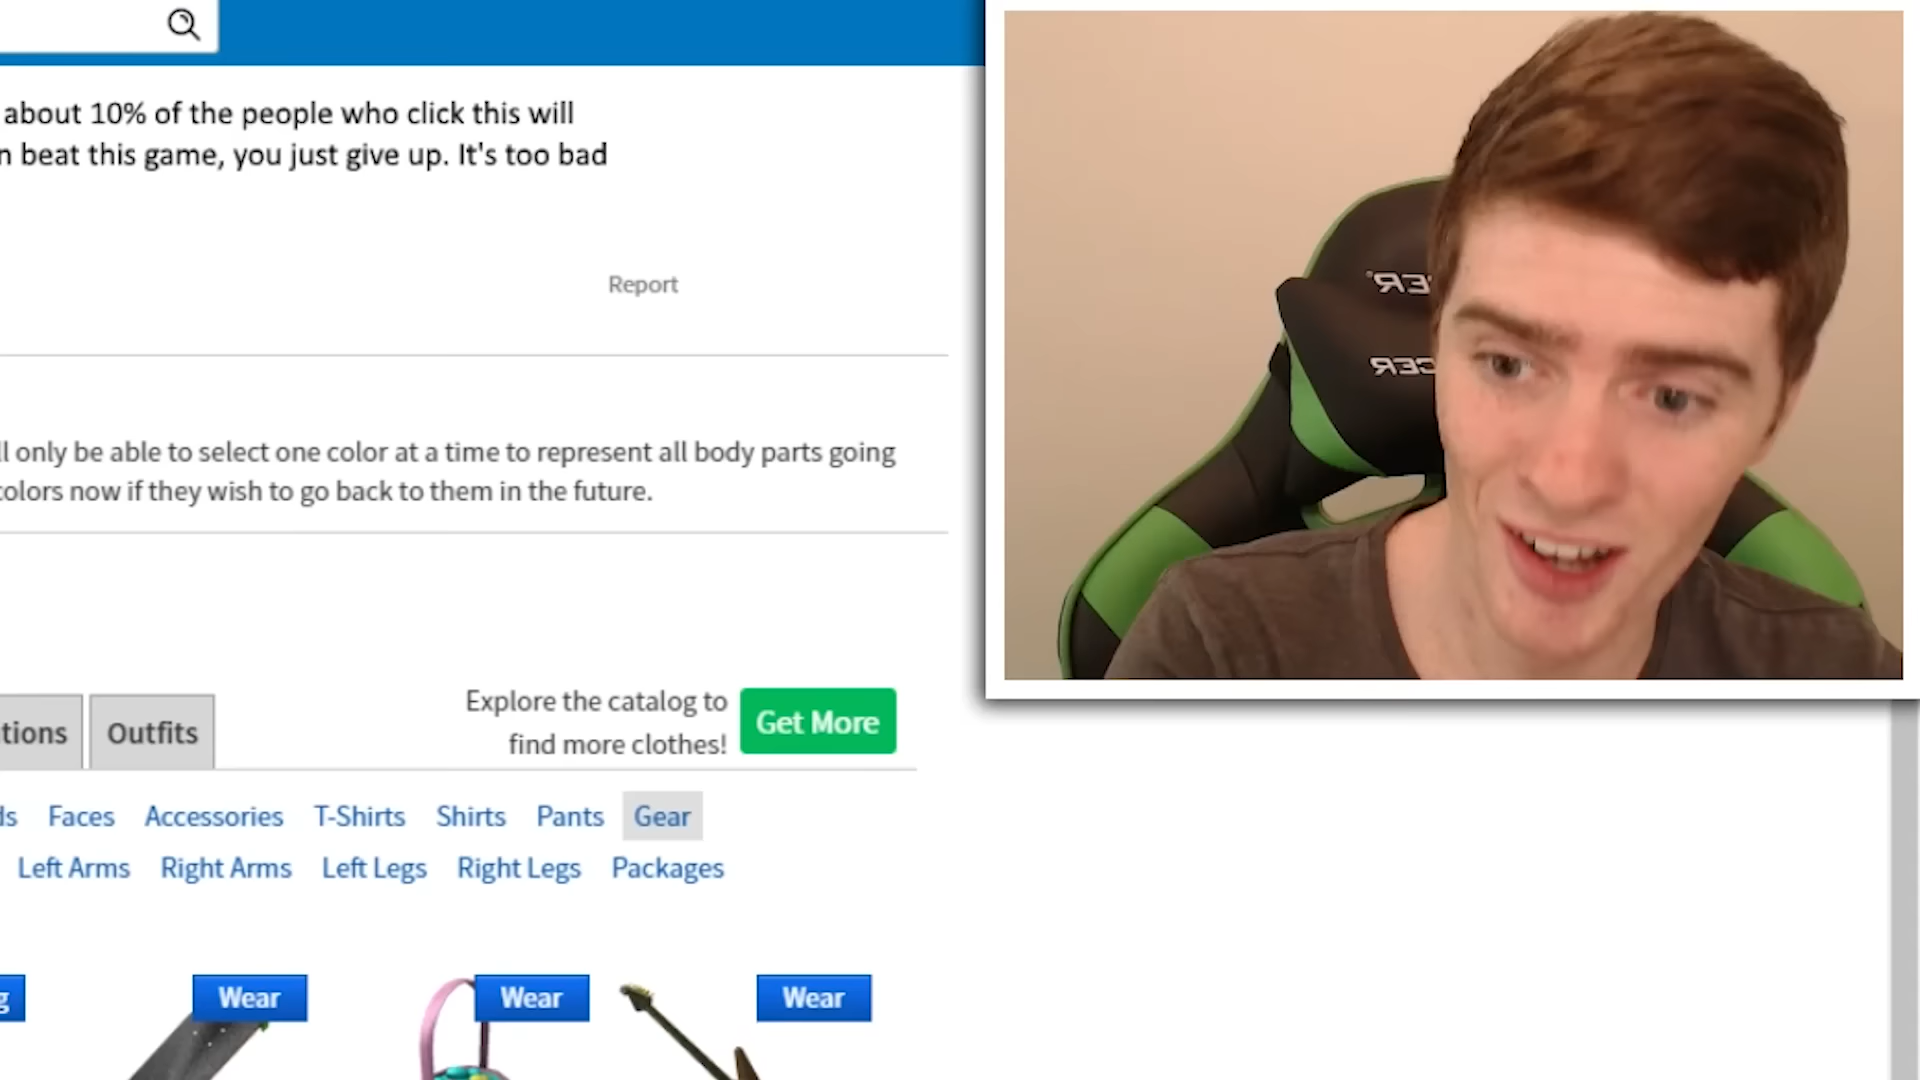 about 10% of the people who click this will
n beat this game, you just give up. It's too bad
Report
ll only be able to select one color at a time to represent all body parts going
colors now if they wish to go back to them in the future.
tions Outfits
Explore the catalog to
find more clothes!
Get More
ds Faces Accessories T-Shirts Shirts Pants Gear
Left Arms Right Arms Left Legs Right Legs Packages
g Wear Wear Wear